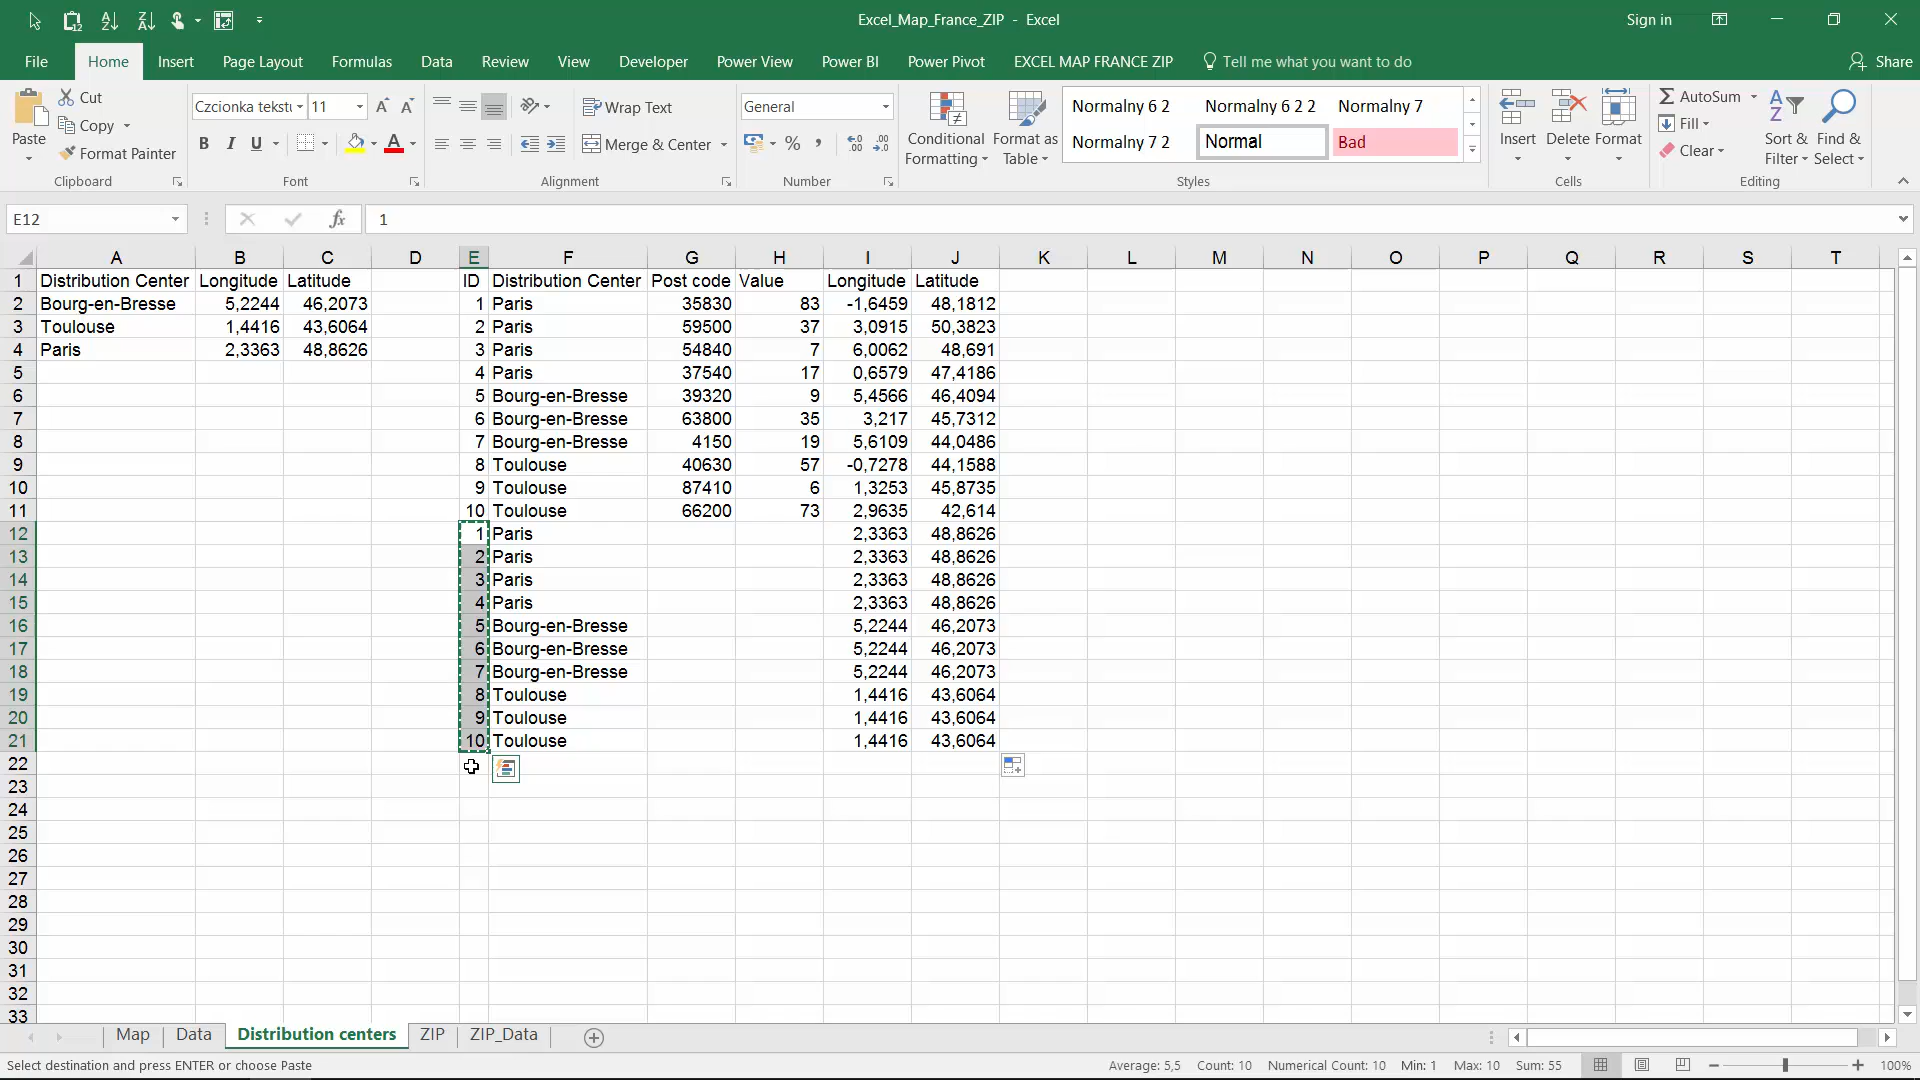 Excel_Map_France_ZIP - Excel
Sign in
File Home Insert Page Layout Formulas Data Review View Developer Power View Power BI Power Pivot EXCEL MAP FRANCE ZIP Tell me what you want to do Share
Paste Cut Copy Format Painter Clipboard
Czcionka tekstu 11 Font
Wrap Text Merge & Center Alignment
General Number
Conditional Formatting Format as Table
Normalny 6 2 Normalny 6 2 2 Normalny 7
Normalny 7 2 Normal Bad
Styles
Insert Delete Format Cells
AutoSum Fill Clear Sort & Filter Find & Select Editing
E12 fx 1
A B C D E F G H I J K L M N O P Q R S T
1 Distribution Center Longitude Latitude ID Distribution Center Post code Value Longitude Latitude
2 Bourg-en-Bresse 5,2244 46,2073 1 Paris 35830 83 -1,6459 48,1812
3 Toulouse 1,4416 43,6064 2 Paris 59500 37 3,0915 50,3823
4 Paris 2,3363 48,8626 3 Paris 54840 7 6,0062 48,691
5 4 Paris 37540 17 0,6579 47,4186
6 5 Bourg-en-Bresse 39320 9 5,4566 46,4094
7 6 Bourg-en-Bresse 63800 35 3,217 45,7312
8 7 Bourg-en-Bresse 4150 19 5,6109 44,0486
9 8 Toulouse 40630 57 -0,7278 44,1588
10 9 Toulouse 87410 6 1,3253 45,8735
11 10 Toulouse 66200 73 2,9635 42,614
12 1 Paris 2,3363 48,8626
13 2 Paris 2,3363 48,8626
14 3 Paris 2,3363 48,8626
15 4 Paris 2,3363 48,8626
16 5 Bourg-en-Bresse 5,2244 46,2073
17 6 Bourg-en-Bresse 5,2244 46,2073
18 7 Bourg-en-Bresse 5,2244 46,2073
19 8 Toulouse 1,4416 43,6064
20 9 Toulouse 1,4416 43,6064
21 10 Toulouse 1,4416 43,6064
22
23
24
25
26
27
28
29
30
31
32
33
Map Data Distribution centers ZIP ZIP_Data
Select destination and press ENTER or choose Paste Average: 5,5 Count: 10 Numerical Count: 10 Min: 1 Max: 10 Sum: 55 100%